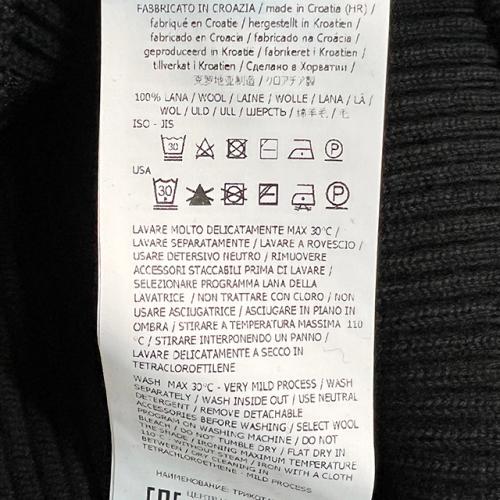 FABBRICATO IN CROAZIA / made in Croatia (HR) /
fabriqué en Croatie / hergestellt in Kroatien /
fabricado en Croacia / fabricado na Croácia /
geproduceerd in Kroatië / fabrikeret i Kroatien /
tillverkat i Kroatien / Сделано в Хорватии /
克罗地亚制造 / クロアチア製
100% LANA / WOOL / LAINE / WOLLE / LANA / LÃ /
WOL / ULD / ULL / ШЕРСТЬ / 绵羊毛 / 毛
ISO - JIS
30 P
USA
30 P
LAVARE MOLTO DELICATAMENTE MAX 30°C /
LAVARE SEPARATAMENTE / LAVARE A ROVESCIO /
USARE DETERSIVO NEUTRO / RIMUOVERE
ACCESSORI STACCABILI PRIMA DI LAVARE /
SELEZIONARE PROGRAMMA LANA DELLA
LAVATRICE / NON TRATTARE CON CLORO / NON
USARE ASCIUGATRICE / ASCIUGARE IN PIANO IN
OMBRA / STIRARE A TEMPERATURA MASSIMA 110
°C / STIRARE INTERPONENDO UN PANNO /
LAVARE DELICATAMENTE A SECCO IN
TETRACLOROETILENE
WASH MAX 30°C - VERY MILD PROCESS / WASH
SEPARATELY / WASH INSIDE OUT / USE NEUTRAL
DETERGENT / REMOVE DETACHABLE
ACCESSORIES BEFORE WASHING / SELECT WOOL
PROGRAM ON WASHING MACHINE / DO NOT
BLEACH / DO NOT TUMBLE DRY / FLAT DRY IN
THE SHADE / IRONING MAXIMUM TEMPERATURE
110°C WITHOUT STEAM / IRON WITH A CLOTH
BETWEEN / DRY CLEANING IN
TETRACHLOROETHENE - MILD PROCESS
НАИМЕНОВАНИЕ: ТРИКОТ